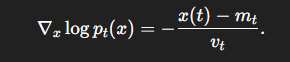 ∇ₓ log pₜ(x) = − (x(t) − mₜ) / vₜ .